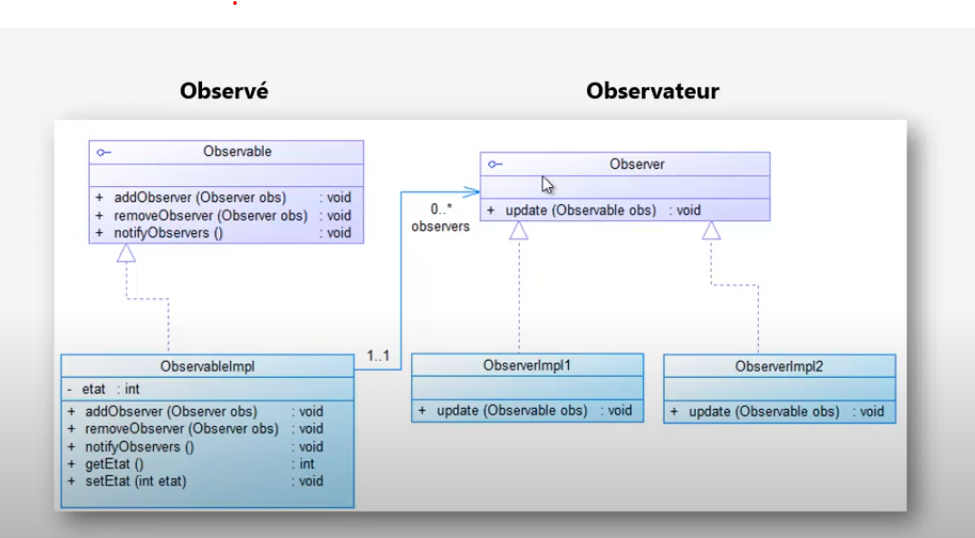 Observé
Observateur
Observable
+ addObserver (Observer obs) : void
+ removeObserver (Observer obs) : void
+ notifyObservers () : void
Observer
+ update (Observable obs) : void
0..*
observers
1..1
ObservableImpl
- etat : int
+ addObserver (Observer obs) : void
+ removeObserver (Observer obs) : void
+ notifyObservers () : void
+ getEtat () : int
+ setEtat (int etat) : void
ObserverImpl1
+ update (Observable obs) : void
ObserverImpl2
+ update (Observable obs) : void